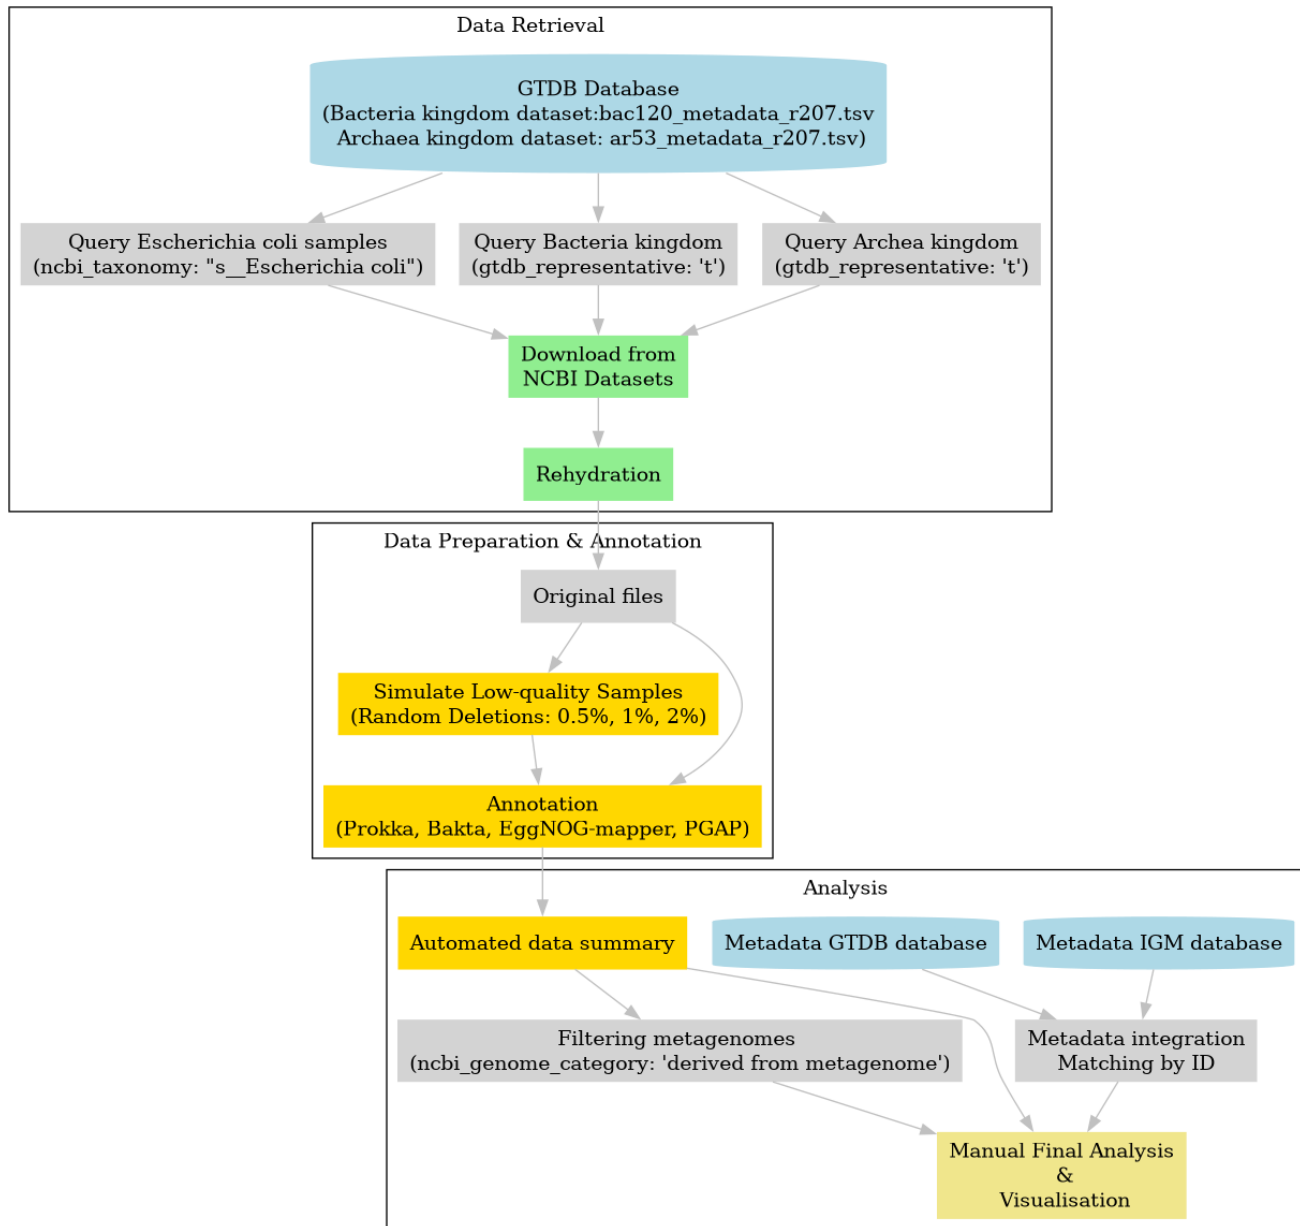 Data Retrieval
GTDB Database
(Bacteria kingdom dataset:bac120_metadata_r207.tsv
Archaea kingdom dataset: ar53_metadata_r207.tsv)
Query Escherichia coli samples
(ncbi_taxonomy: "s__Escherichia coli")
Query Bacteria kingdom
(gtdb_representative: 't')
Query Archea kingdom
(gtdb_representative: 't')
Download from
NCBI Datasets
Rehydration
Data Preparation & Annotation
Original files
Simulate Low-quality Samples
(Random Deletions: 0.5%, 1%, 2%)
Annotation
(Prokka, Bakta, EggNOG-mapper, PGAP)
Analysis
Automated data summary
Metadata GTDB database
Metadata IGM database
Filtering metagenomes
(ncbi_genome_category: 'derived from metagenome')
Metadata integration
Matching by ID
Manual Final Analysis
&
Visualisation